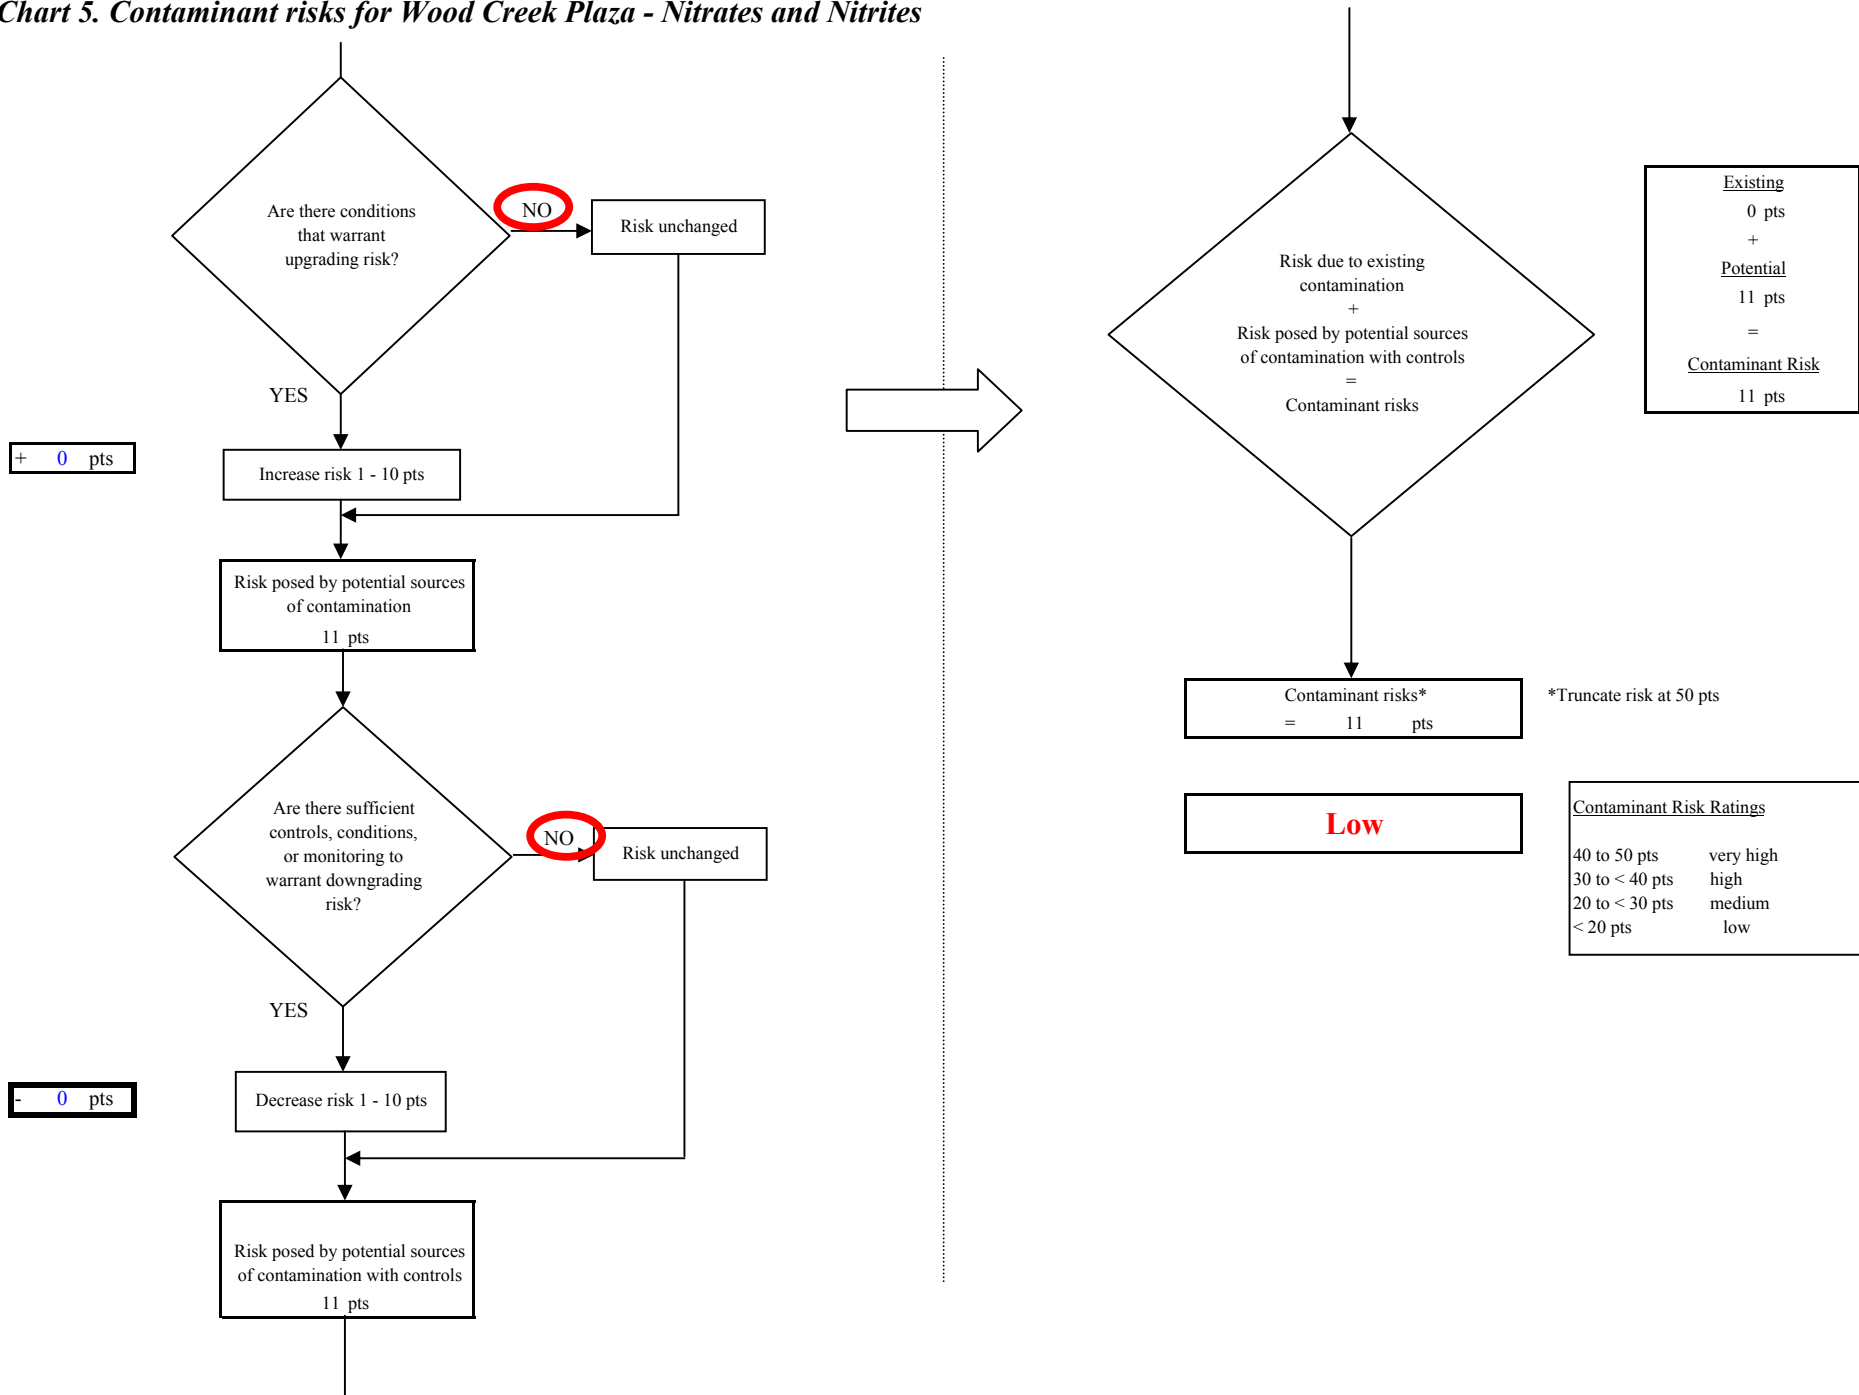 Chart 5. Contaminant risks for Wood Creek Plaza - Nitrates and Nitrites
Are there conditions
that warrant
upgrading risk?
NO
Risk unchanged
YES
+ 0 pts
Increase risk 1 - 10 pts
Risk posed by potential sources
of contamination
11 pts
Are there sufficient
controls, conditions,
or monitoring to
warrant downgrading
risk?
NO
Risk unchanged
YES
- 0 pts
Decrease risk 1 - 10 pts
Risk posed by potential sources
of contamination with controls
11 pts
Risk due to existing
contamination
+
Risk posed by potential sources
of contamination with controls
=
Contaminant risks
Existing
0 pts
+
Potential
11 pts
=
Contaminant Risk
11 pts
Contaminant risks*
= 11 pts
*Truncate risk at 50 pts
Low
Contaminant Risk Ratings
40 to 50 pts very high
30 to < 40 pts high
20 to < 30 pts medium
< 20 pts low